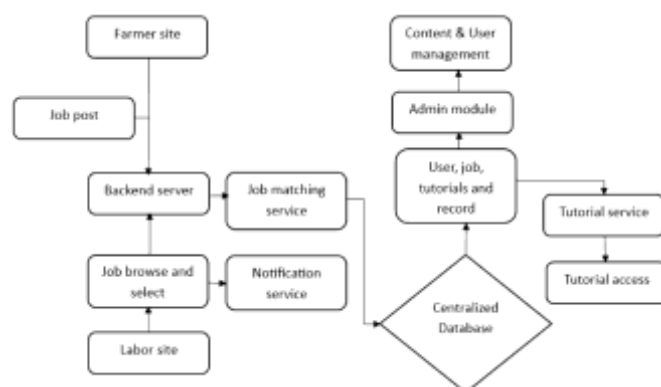 Farmer site
Job post
Backend server
Job matching
service
Job browse and
select
Notification
service
Labor site
Content & User
management
Admin module
User, job,
tutorials and
record
Tutorial service
Tutorial access
Centralized
Database